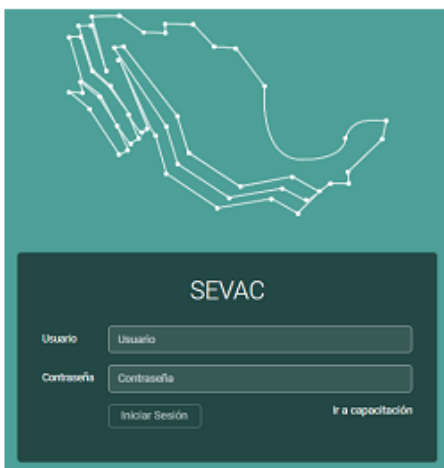 SEVAC
Usuario
Usuario
Contraseña
Contraseña
Iniciar Sesión
Ir a capacitación